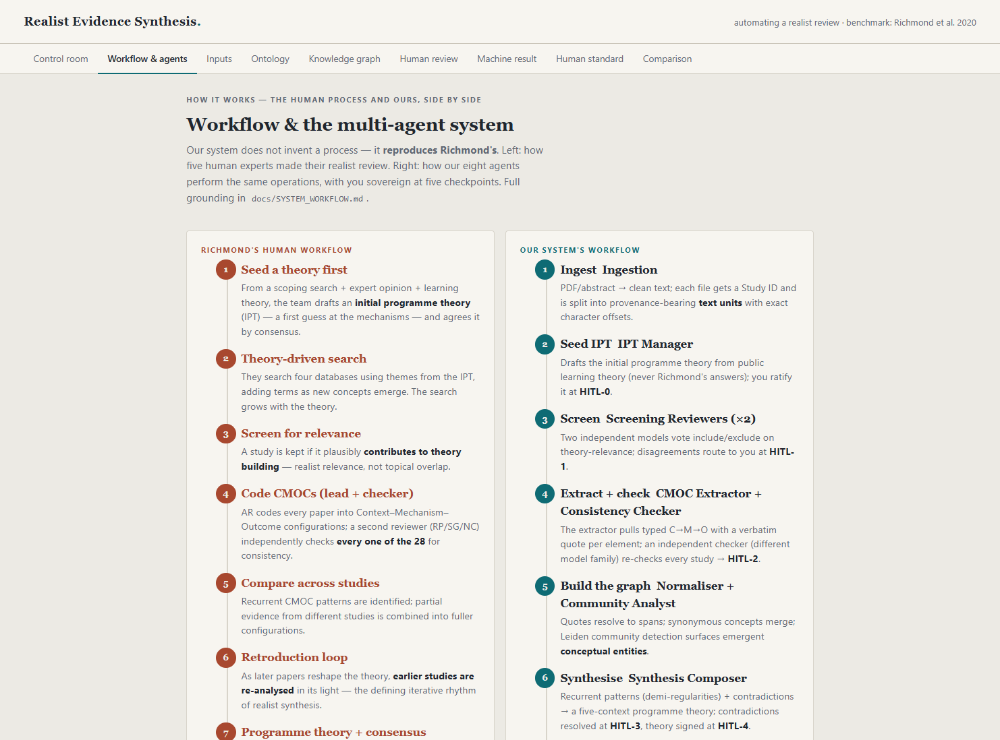 Realist Evidence Synthesis.
automating a realist review · benchmark: Richmond et al. 2020
Control room
Workflow & agents
Inputs
Ontology
Knowledge graph
Human review
Machine result
Human standard
Comparison
HOW IT WORKS — THE HUMAN PROCESS AND OURS, SIDE BY SIDE
Workflow & the multi-agent system
Our system does not invent a process — it reproduces Richmond's. Left: how
five human experts made their realist review. Right: how our eight agents
perform the same operations, with you sovereign at five checkpoints. Full
grounding in docs/SYSTEM_WORKFLOW.md .
RICHMOND'S HUMAN WORKFLOW
1 Seed a theory first
From a scoping search + expert opinion + learning
theory, the team drafts an initial programme theory
(IPT) — a first guess at the mechanisms — and agrees it
by consensus.
2 Theory-driven search
They search four databases using themes from the IPT,
adding terms as new concepts emerge. The search
grows with the theory.
3 Screen for relevance
A study is kept if it plausibly contributes to theory
building — realist relevance, not topical overlap.
4 Code CMOCs (lead + checker)
AR codes every paper into Context–Mechanism–
Outcome configurations; a second reviewer (RP/SG/NC)
independently checks every one of the 28 for
consistency.
5 Compare across studies
Recurrent CMOC patterns are identified; partial
evidence from different studies is combined into fuller
configurations.
6 Retroduction loop
As later papers reshape the theory, earlier studies are
re-analysed in its light — the defining iterative rhythm
of realist synthesis.
7 Programme theory + consensus
OUR SYSTEM'S WORKFLOW
1 Ingest Ingestion
PDF/abstract → clean text; each file gets a Study ID and
is split into provenance-bearing text units with exact
character offsets.
2 Seed IPT IPT Manager
Drafts the initial programme theory from public
learning theory (never Richmond's answers); you ratify
it at HITL-0.
3 Screen Screening Reviewers (×2)
Two independent models vote include/exclude on
theory-relevance; disagreements route to you at HITL-
1.
4 Extract + check CMOC Extractor +
Consistency Checker
The extractor pulls typed C→M→O with a verbatim
quote per element; an independent checker (different
model family) re-checks every study → HITL-2.
5 Build the graph Normaliser +
Community Analyst
Quotes resolve to spans; synonymous concepts merge;
Leiden community detection surfaces emergent
conceptual entities.
6 Synthesise Synthesis Composer
Recurrent patterns (demi-regularities) + contradictions
→ a five-context programme theory; contradictions
resolved at HITL-3, theory signed at HITL-4.